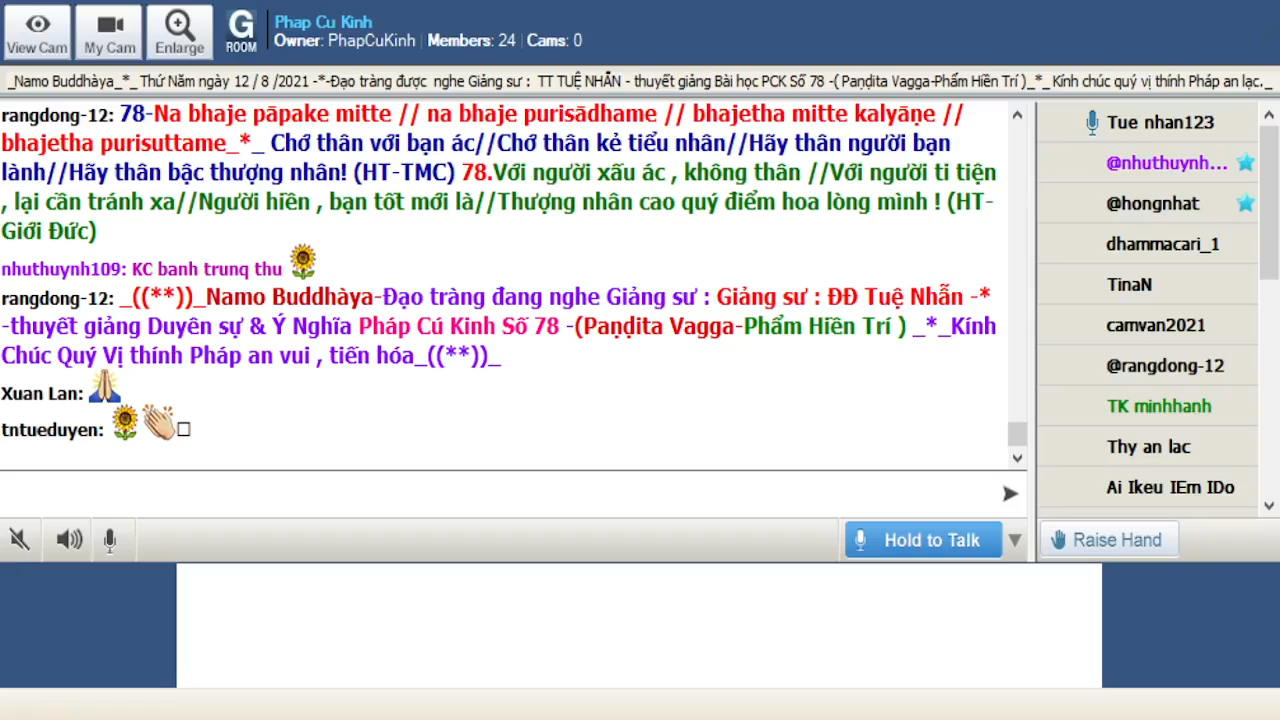 View Cam
My Cam
Enlarge
G
ROOM
Phap Cu Kinh
Owner: PhapCuKinh | Members: 24 | Cams: 0
_Namo Buddhàya_*_ Thứ Năm ngày 12 / 8 /2021 -*-Đạo tràng được nghe Giảng sư : TT TUỆ NHẪN - thuyết giảng Bài học PCK Số 78 -( Paṇḍita Vagga-Phẩm Hiền Trí )_*_ Kính chúc quý vị thính Pháp an lạc._
rangdong-12: 78-Na bhaje pāpake mitte // na bhaje purisādhame // bhajetha mitte kalyāṇe //
bhajetha purisuttame_*_ Chớ thân với bạn ác//Chớ thân kẻ tiểu nhân//Hãy thân người bạn
lành//Hãy thân bậc thượng nhân! (HT-TMC) 78.Với người xấu ác , không thân //Với người ti tiện
, lại cần tránh xa//Người hiền , bạn tốt mới là//Thượng nhân cao quý điểm hoa lòng mình ! (HT-
Giới Đức)
nhuthuynh109: KC banh trunq thu
rangdong-12: _((**))_Namo Buddhàya-Đạo tràng đang nghe Giảng sư : Giảng sư : ĐĐ Tuệ Nhẫn -*
-thuyết giảng Duyên sự & Ý Nghĩa Pháp Cú Kinh Số 78 -(Paṇḍita Vagga-Phẩm Hiền Trí ) _*_Kính
Chúc Quý Vị thính Pháp an vui , tiến hóa_((**))_
Xuan Lan:
tntueduyen:
Tue nhan123
@nhuthuynh...
@hongnhat
dhammacari_1
TinaN
camvan2021
@rangdong-12
TK minhhanh
Thy an lac
Ai Ikeu IEm IDo
Hold to Talk
Raise Hand